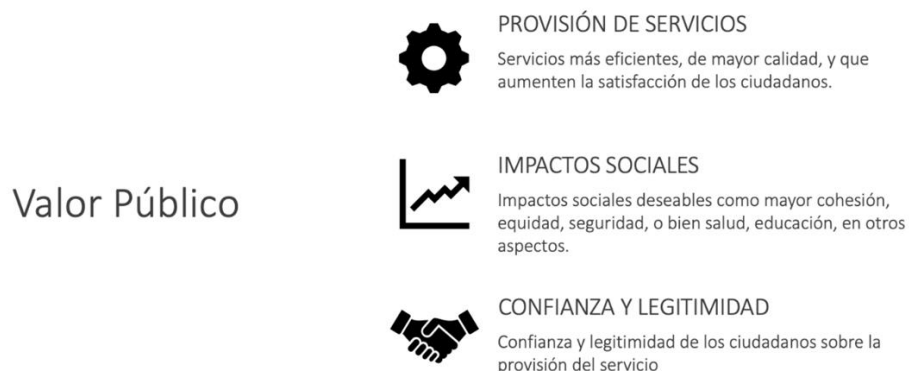 Valor Público
PROVISIÓN DE SERVICIOS
Servicios más eficientes, de mayor calidad, y que
aumenten la satisfacción de los ciudadanos.
IMPACTOS SOCIALES
Impactos sociales deseables como mayor cohesión,
equidad, seguridad, o bien salud, educación, en otros
aspectos.
CONFIANZA Y LEGITIMIDAD
Confianza y legitimidad de los ciudadanos sobre la
provisión del servicio